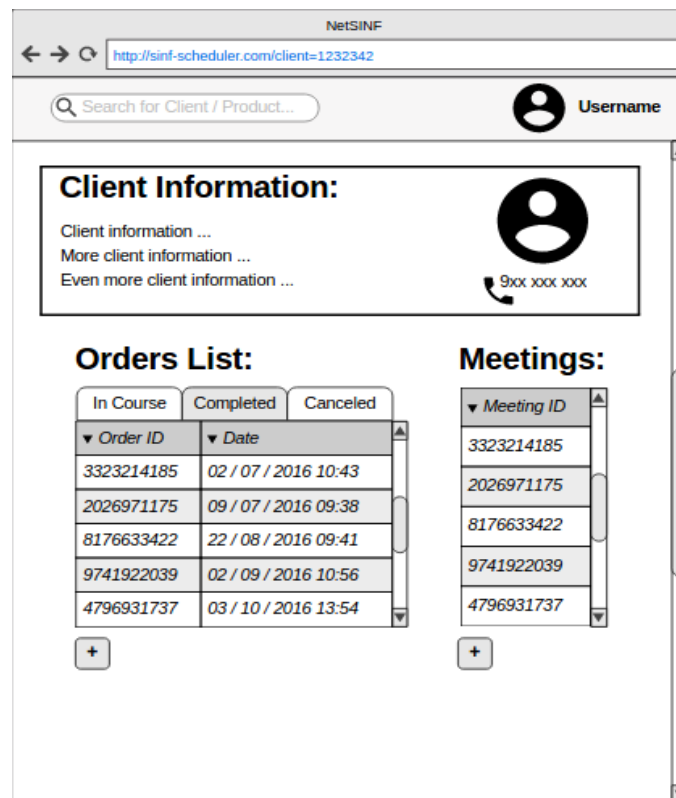 NetSINF
http://sinf-scheduler.com/client=1232342
Search for Client / Product...
Username
Client Information:
Client information ...
More client information ...
Even more client information ...
9xx xxx xxx
Orders List:
In Course Completed Canceled
▼ Order ID ▼ Date
3323214185 02 / 07 / 2016 10:43
2026971175 09 / 07 / 2016 09:38
8176633422 22 / 08 / 2016 09:41
9741922039 02 / 09 / 2016 10:56
4796931737 03 / 10 / 2016 13:54
+
Meetings:
▼ Meeting ID
3323214185
2026971175
8176633422
9741922039
4796931737
+